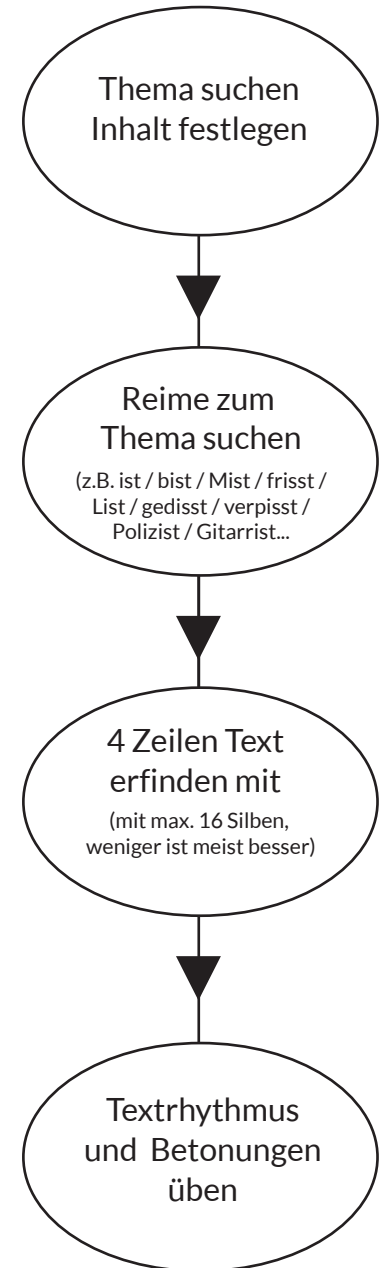 Thema suchen
Inhalt festlegen
Reime zum
Thema suchen
(z.B. ist / bist / Mist / frisst /
List / gedisst / verpisst /
Polizist / Gitarrist...
4 Zeilen Text
erfinden mit
(mit max. 16 Silben,
weniger ist meist besser)
Textrhythmus
und Betonungen
üben